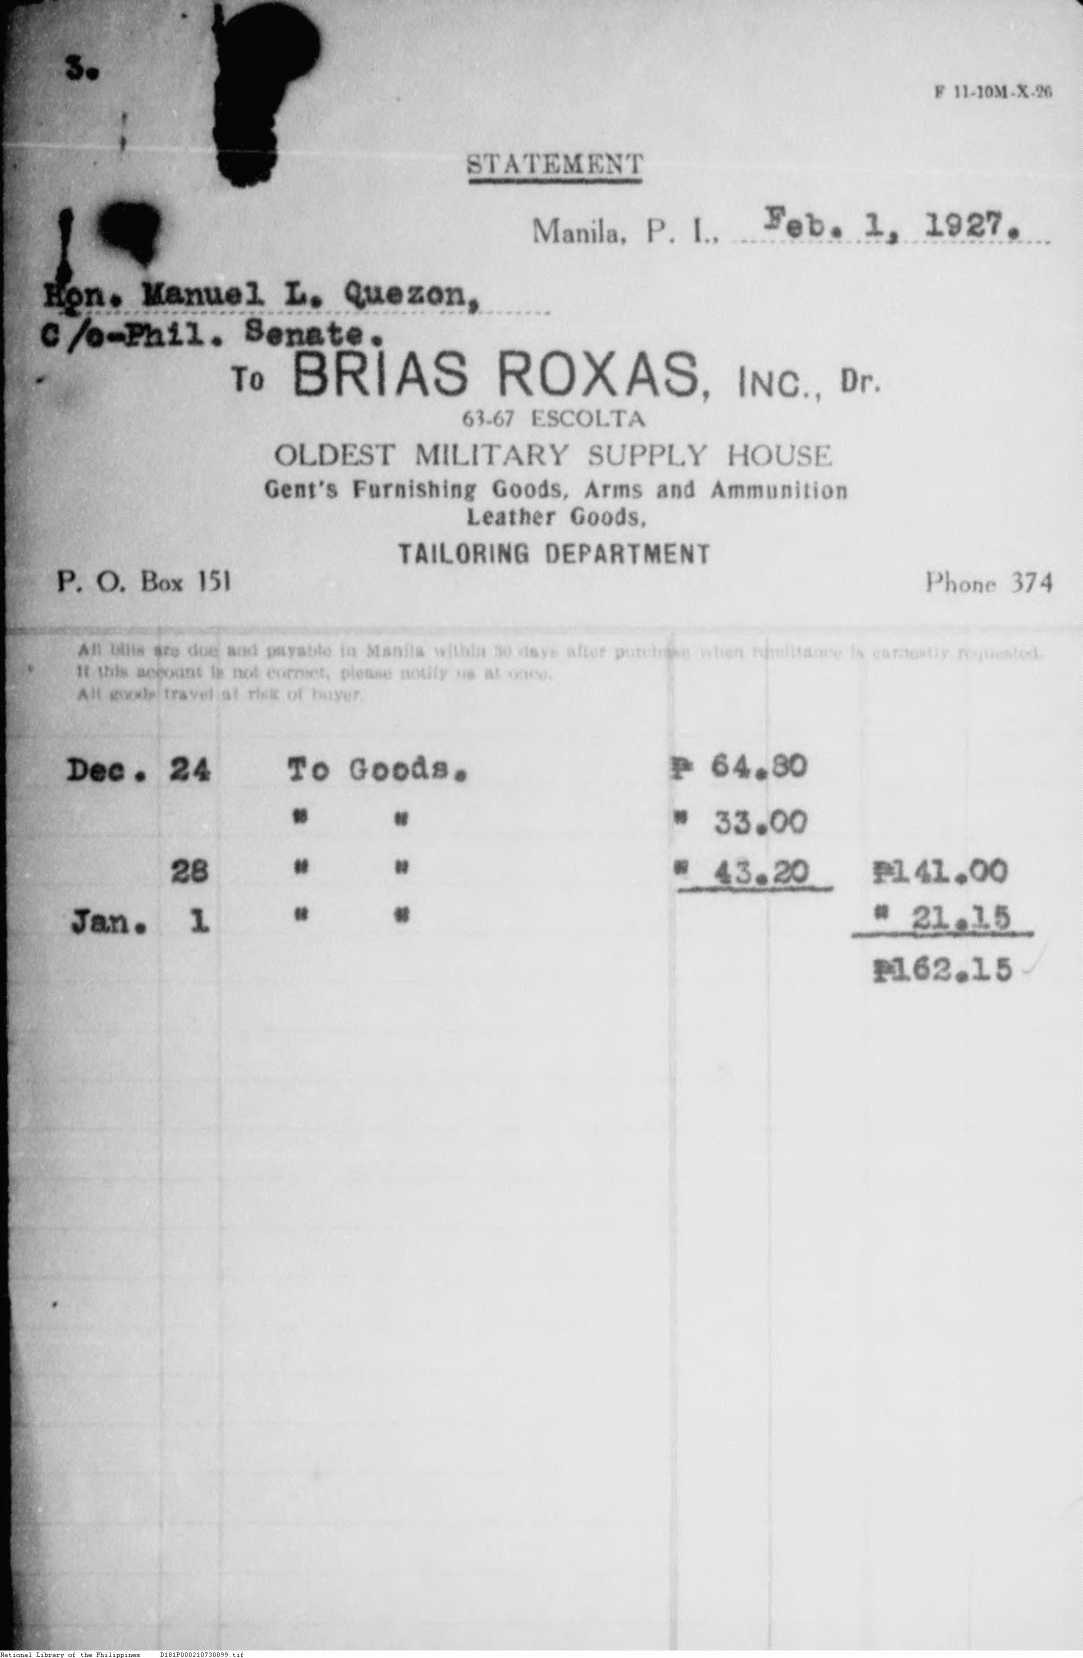 3.
F 11-10M-X-26
STATEMENT
Manila, P. I., Feb. 1, 1927.
Hon. Manuel L. Quezon,
C/o-Phil. Senate.
To BRIAS ROXAS, INC., Dr.
63-67 ESCOLTA
OLDEST MILITARY SUPPLY HOUSE
Gent's Furnishing Goods, Arms and Ammunition
Leather Goods,
TAILORING DEPARTMENT
P. O. Box 151 Phone 374
All bills are due and payable in Manila within 30 days after purchase when remittance is earnestly requested.
If this account is not correct, please notify us at once.
All goods travel at risk of buyer.
Dec. 24 To Goods. ₱ 64.80
" " " 33.00
28 " " " 43.20 ₱141.00
Jan. 1 " " " 21.15
₱162.15
National Library of the Philippines D181P000210730899.tif